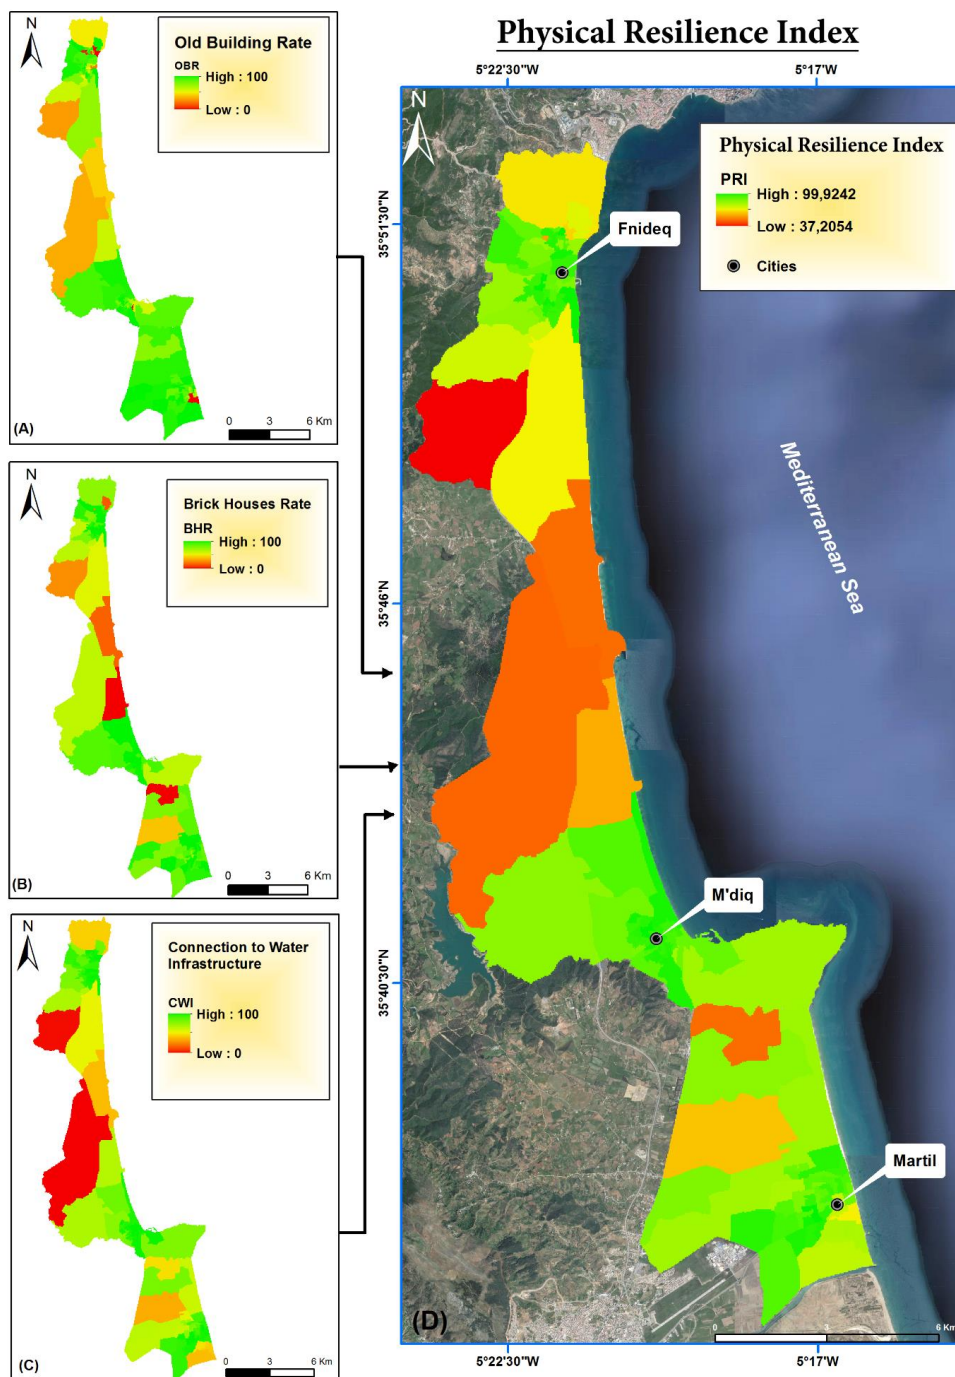 Physical Resilience Index
N
Old Building Rate
OBR
High : 100
Low : 0
0 3 6 Km
(A)
N
Brick Houses Rate
BHR
High : 100
Low : 0
0 3 6 Km
(B)
N
Connection to Water
Infrastructure
CWI
High : 100
Low : 0
0 3 6 Km
(C)
5°22'30"W 5°17'W
N
Physical Resilience Index
PRI
High : 99,9242
Low : 37,2054
Cities
35°51'30"N
35°46'N
35°40'30"N
Fnideq
Mediterranean Sea
M'diq
Martil
(D)
0 3 6 Km
5°22'30"W 5°17'W